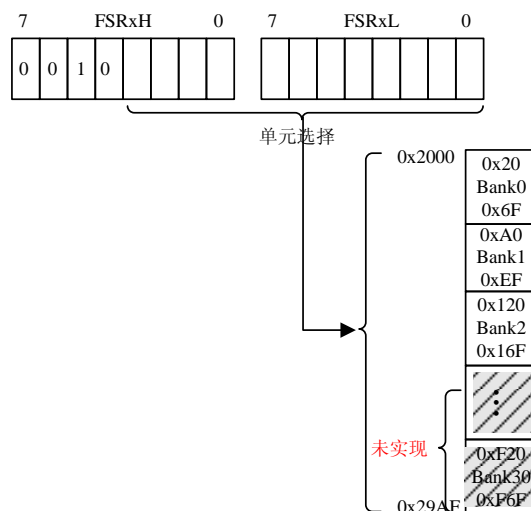 7 FSRxH 0 7 FSRxL 0
0 0 1 0
单元选择
0x2000
0x20
Bank0
0x6F
0xA0
Bank1
0xEF
0x120
Bank2
0x16F
未实现
0xF20
Bank30
0xF6F
0x29AF